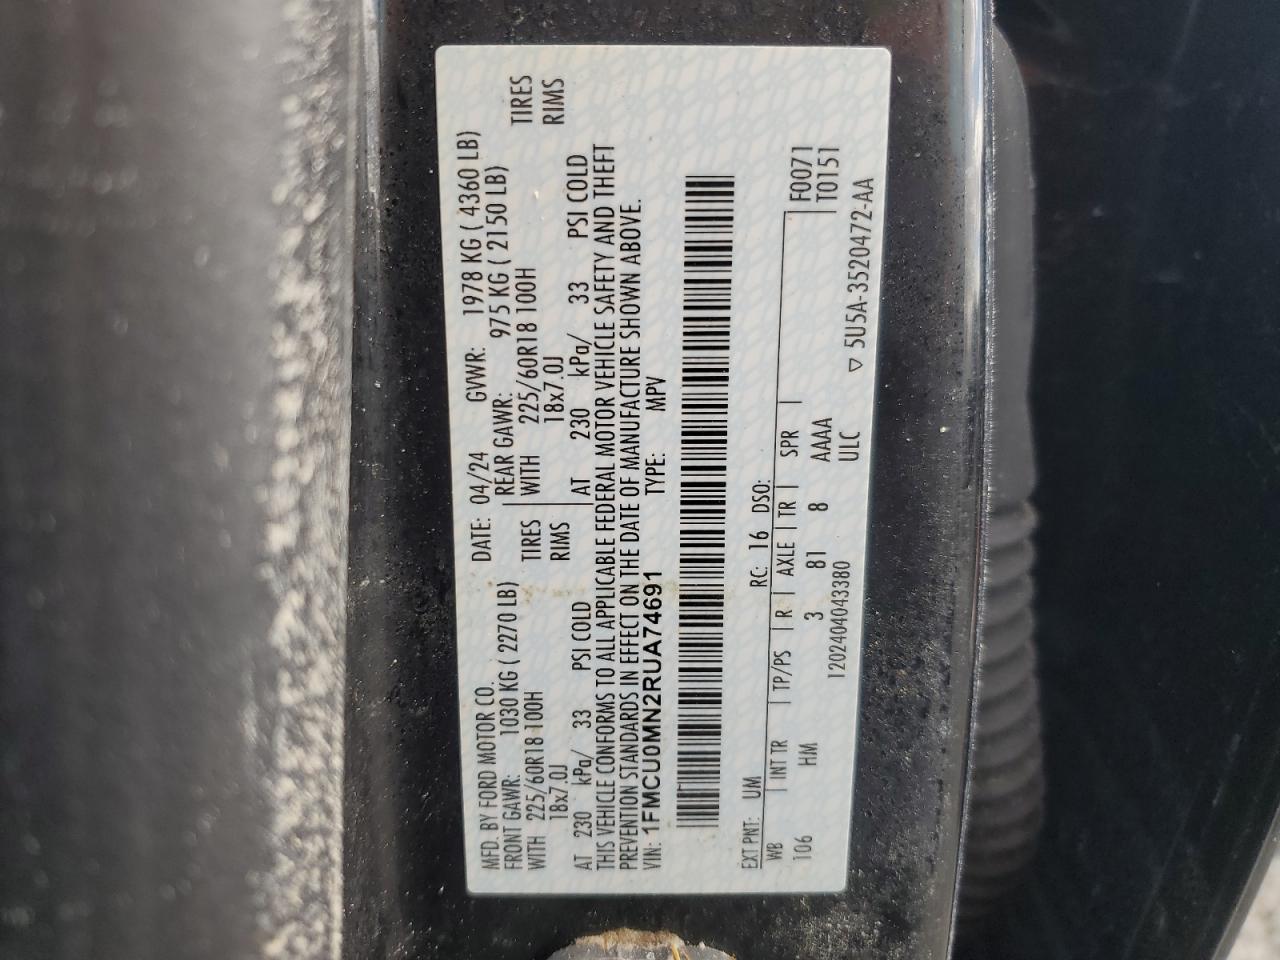 MFD. BY FORD MOTOR CO. DATE: 04/24 GVWR: 1978 KG ( 4360 LB)
FRONT GAWR: 1030 KG ( 2270 LB) REAR GAWR: 975 KG ( 2150 LB)
WITH 225/60R18 100H TIRES WITH 225/60R18 100H TIRES
18x7.0J RIMS 18x7.0J RIMS
AT 230 kPa/ 33 PSI COLD AT 230 kPa/ 33 PSI COLD
THIS VEHICLE CONFORMS TO ALL APPLICABLE FEDERAL MOTOR VEHICLE SAFETY AND THEFT
PREVENTION STANDARDS IN EFFECT ON THE DATE OF MANUFACTURE SHOWN ABOVE.
VIN: 1FMCU0MN2RUA74691 TYPE: MPV
EXT PNT: UM RC: 16 DSO:
WB INT TR TP/PS R AXLE TR SPR F0071
106 HM 3 81 8 AAAA T0151
120240403380 ULC
▽ 5U5A-3520472-AA